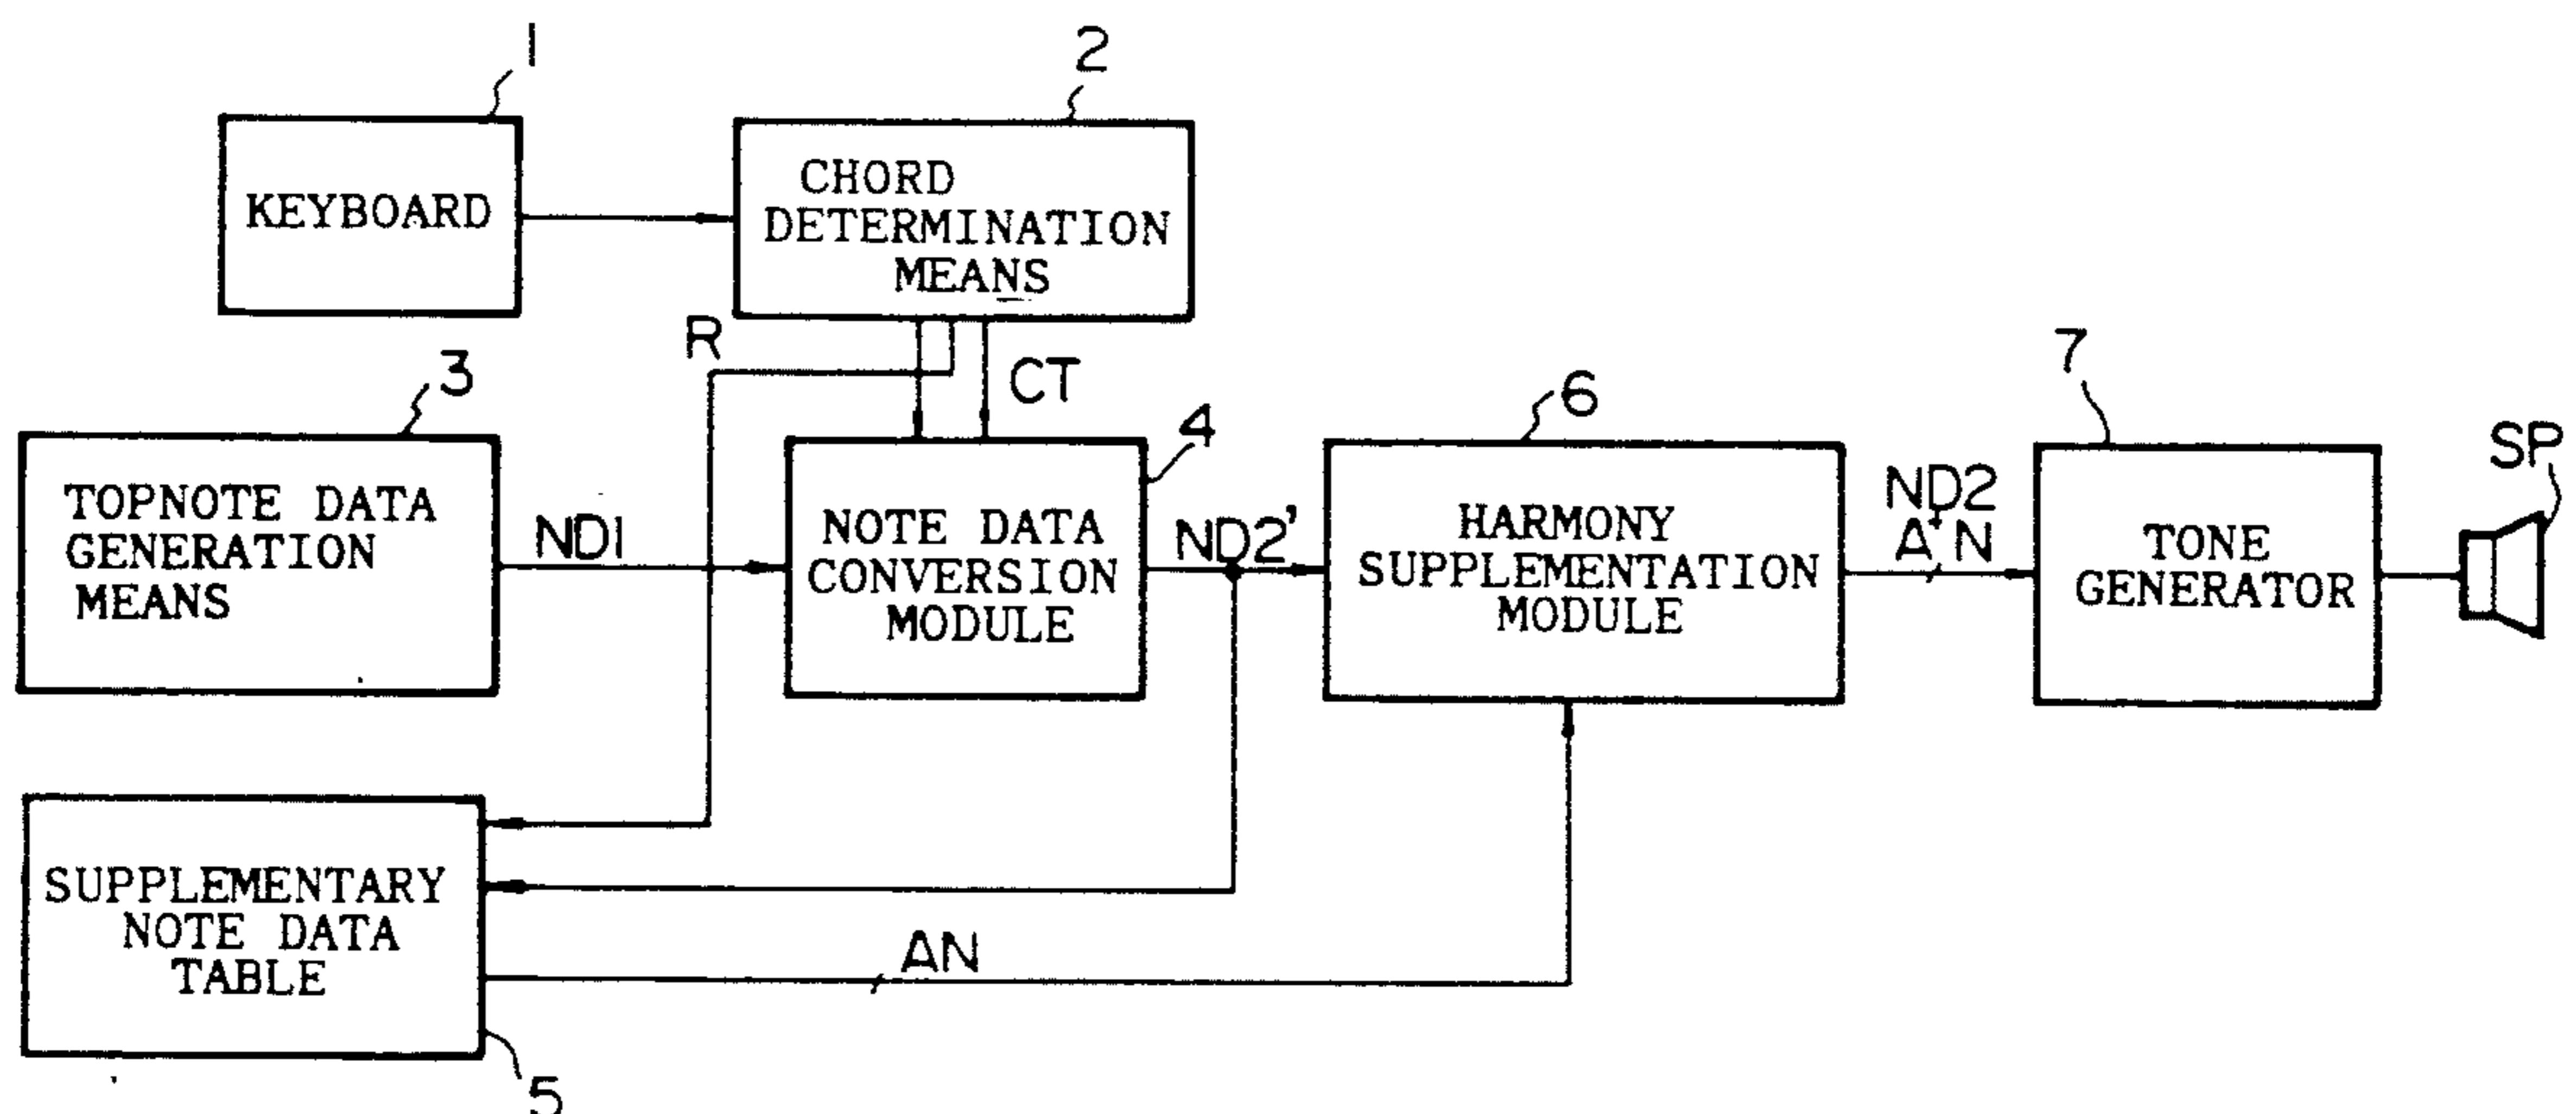 1
2
KEYBOARD
CHORD
DETERMINATION
MEANS
R
CT
3
4
6
7
SP
TOPNOTE DATA
GENERATION
MEANS
ND1
NOTE DATA
CONVERSION
MODULE
ND2'
HARMONY
SUPPLEMENTATION
MODULE
ND2
A'N
TONE
GENERATOR
SUPPLEMENTARY
NOTE DATA
TABLE
AN
5